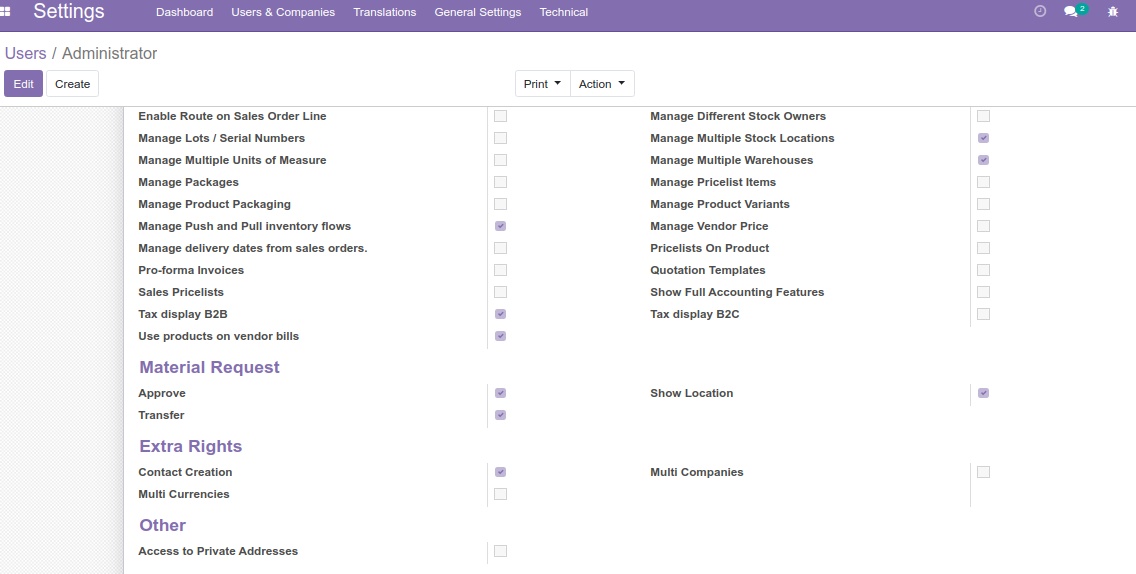 Settings Dashboard Users & Companies Translations General Settings Technical 2
Users / Administrator
Edit Create Print Action
Enable Route on Sales Order Line Manage Different Stock Owners
Manage Lots / Serial Numbers Manage Multiple Stock Locations
Manage Multiple Units of Measure Manage Multiple Warehouses
Manage Packages Manage Pricelist Items
Manage Product Packaging Manage Product Variants
Manage Push and Pull inventory flows Manage Vendor Price
Manage delivery dates from sales orders. Pricelists On Product
Pro-forma Invoices Quotation Templates
Sales Pricelists Show Full Accounting Features
Tax display B2B Tax display B2C
Use products on vendor bills
Material Request
Approve Show Location
Transfer
Extra Rights
Contact Creation Multi Companies
Multi Currencies
Other
Access to Private Addresses